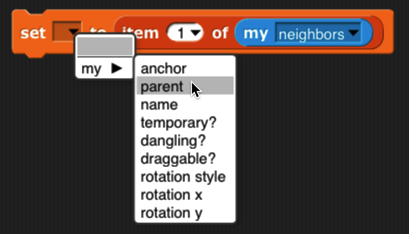 set to item 1 of my neighbors
my
anchor
parent
name
temporary?
dangling?
draggable?
rotation style
rotation x
rotation y